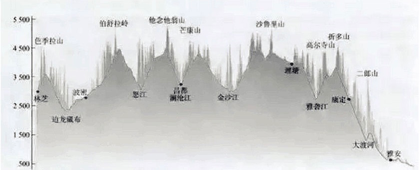 5 500
4 500
3 500
2 500
1 500
500
色季拉山
伯舒拉岭
他念他翁山
芒康山
沙鲁里山
高尔寺山
折多山
二郎山
林芝
迫龙藏布
波密
怒江
昌都
澜沧江
金沙江
理塘
雅砻江
康定
大渡河
雅安